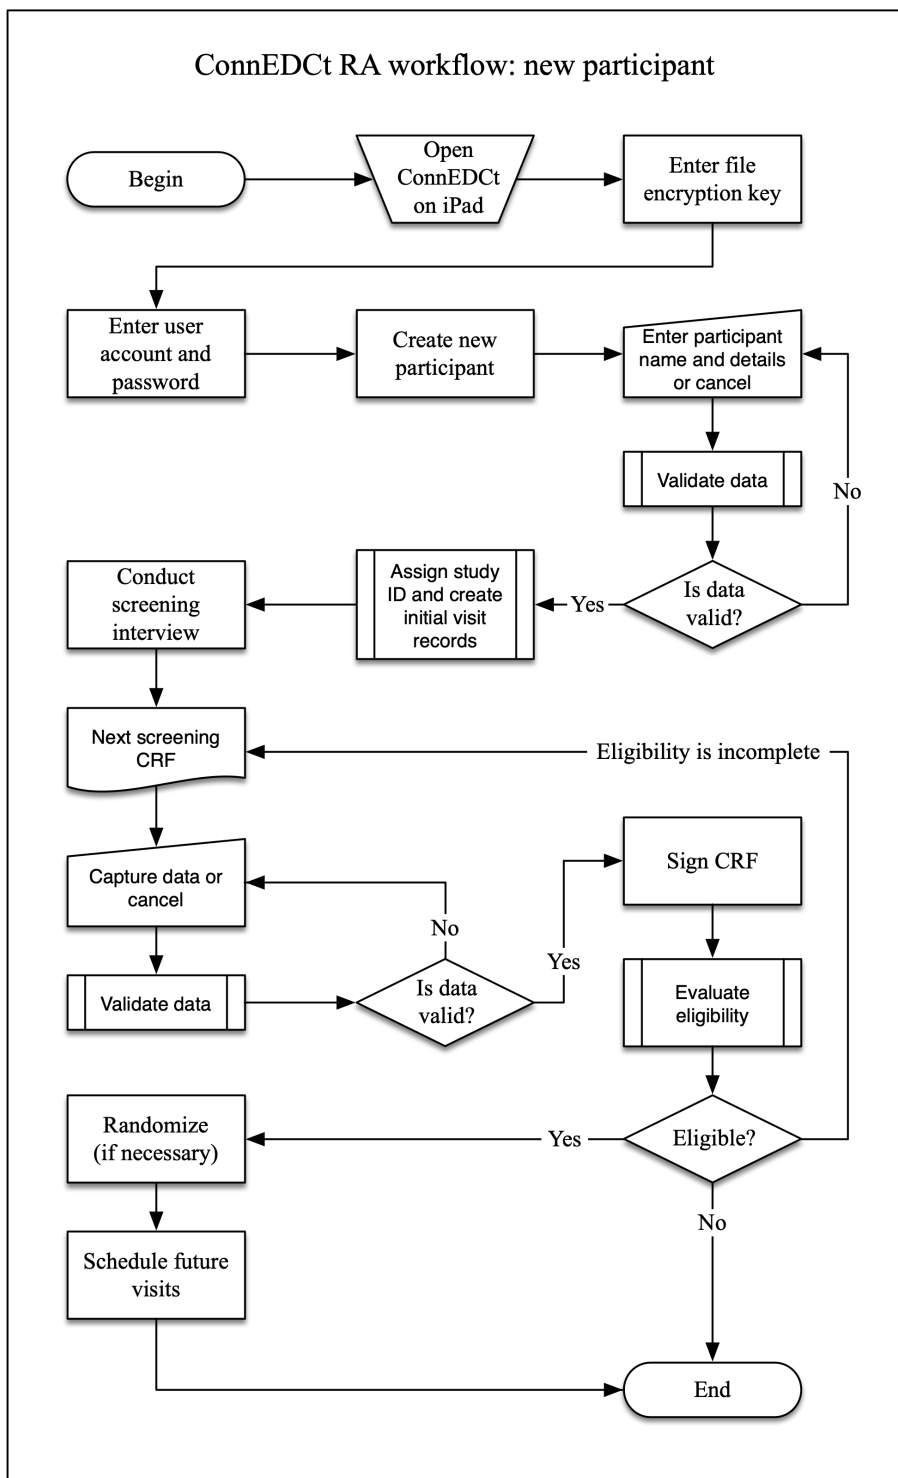 ConnEDCt RA workflow: new participant
Begin
Open
ConnEDCt
on iPad
Enter file
encryption key
Enter user
account and
password
Create new
participant
Enter participant
name and details
or cancel
Validate data
No
Is data
valid?
Yes
Assign study
ID and create
initial visit
records
Conduct
screening
interview
Next screening
CRF
Eligibility is incomplete
Capture data or
cancel
No
Validate data
Is data
valid?
Yes
Sign CRF
Evaluate
eligibility
Eligible?
Yes
Randomize
(if necessary)
No
Schedule future
visits
End